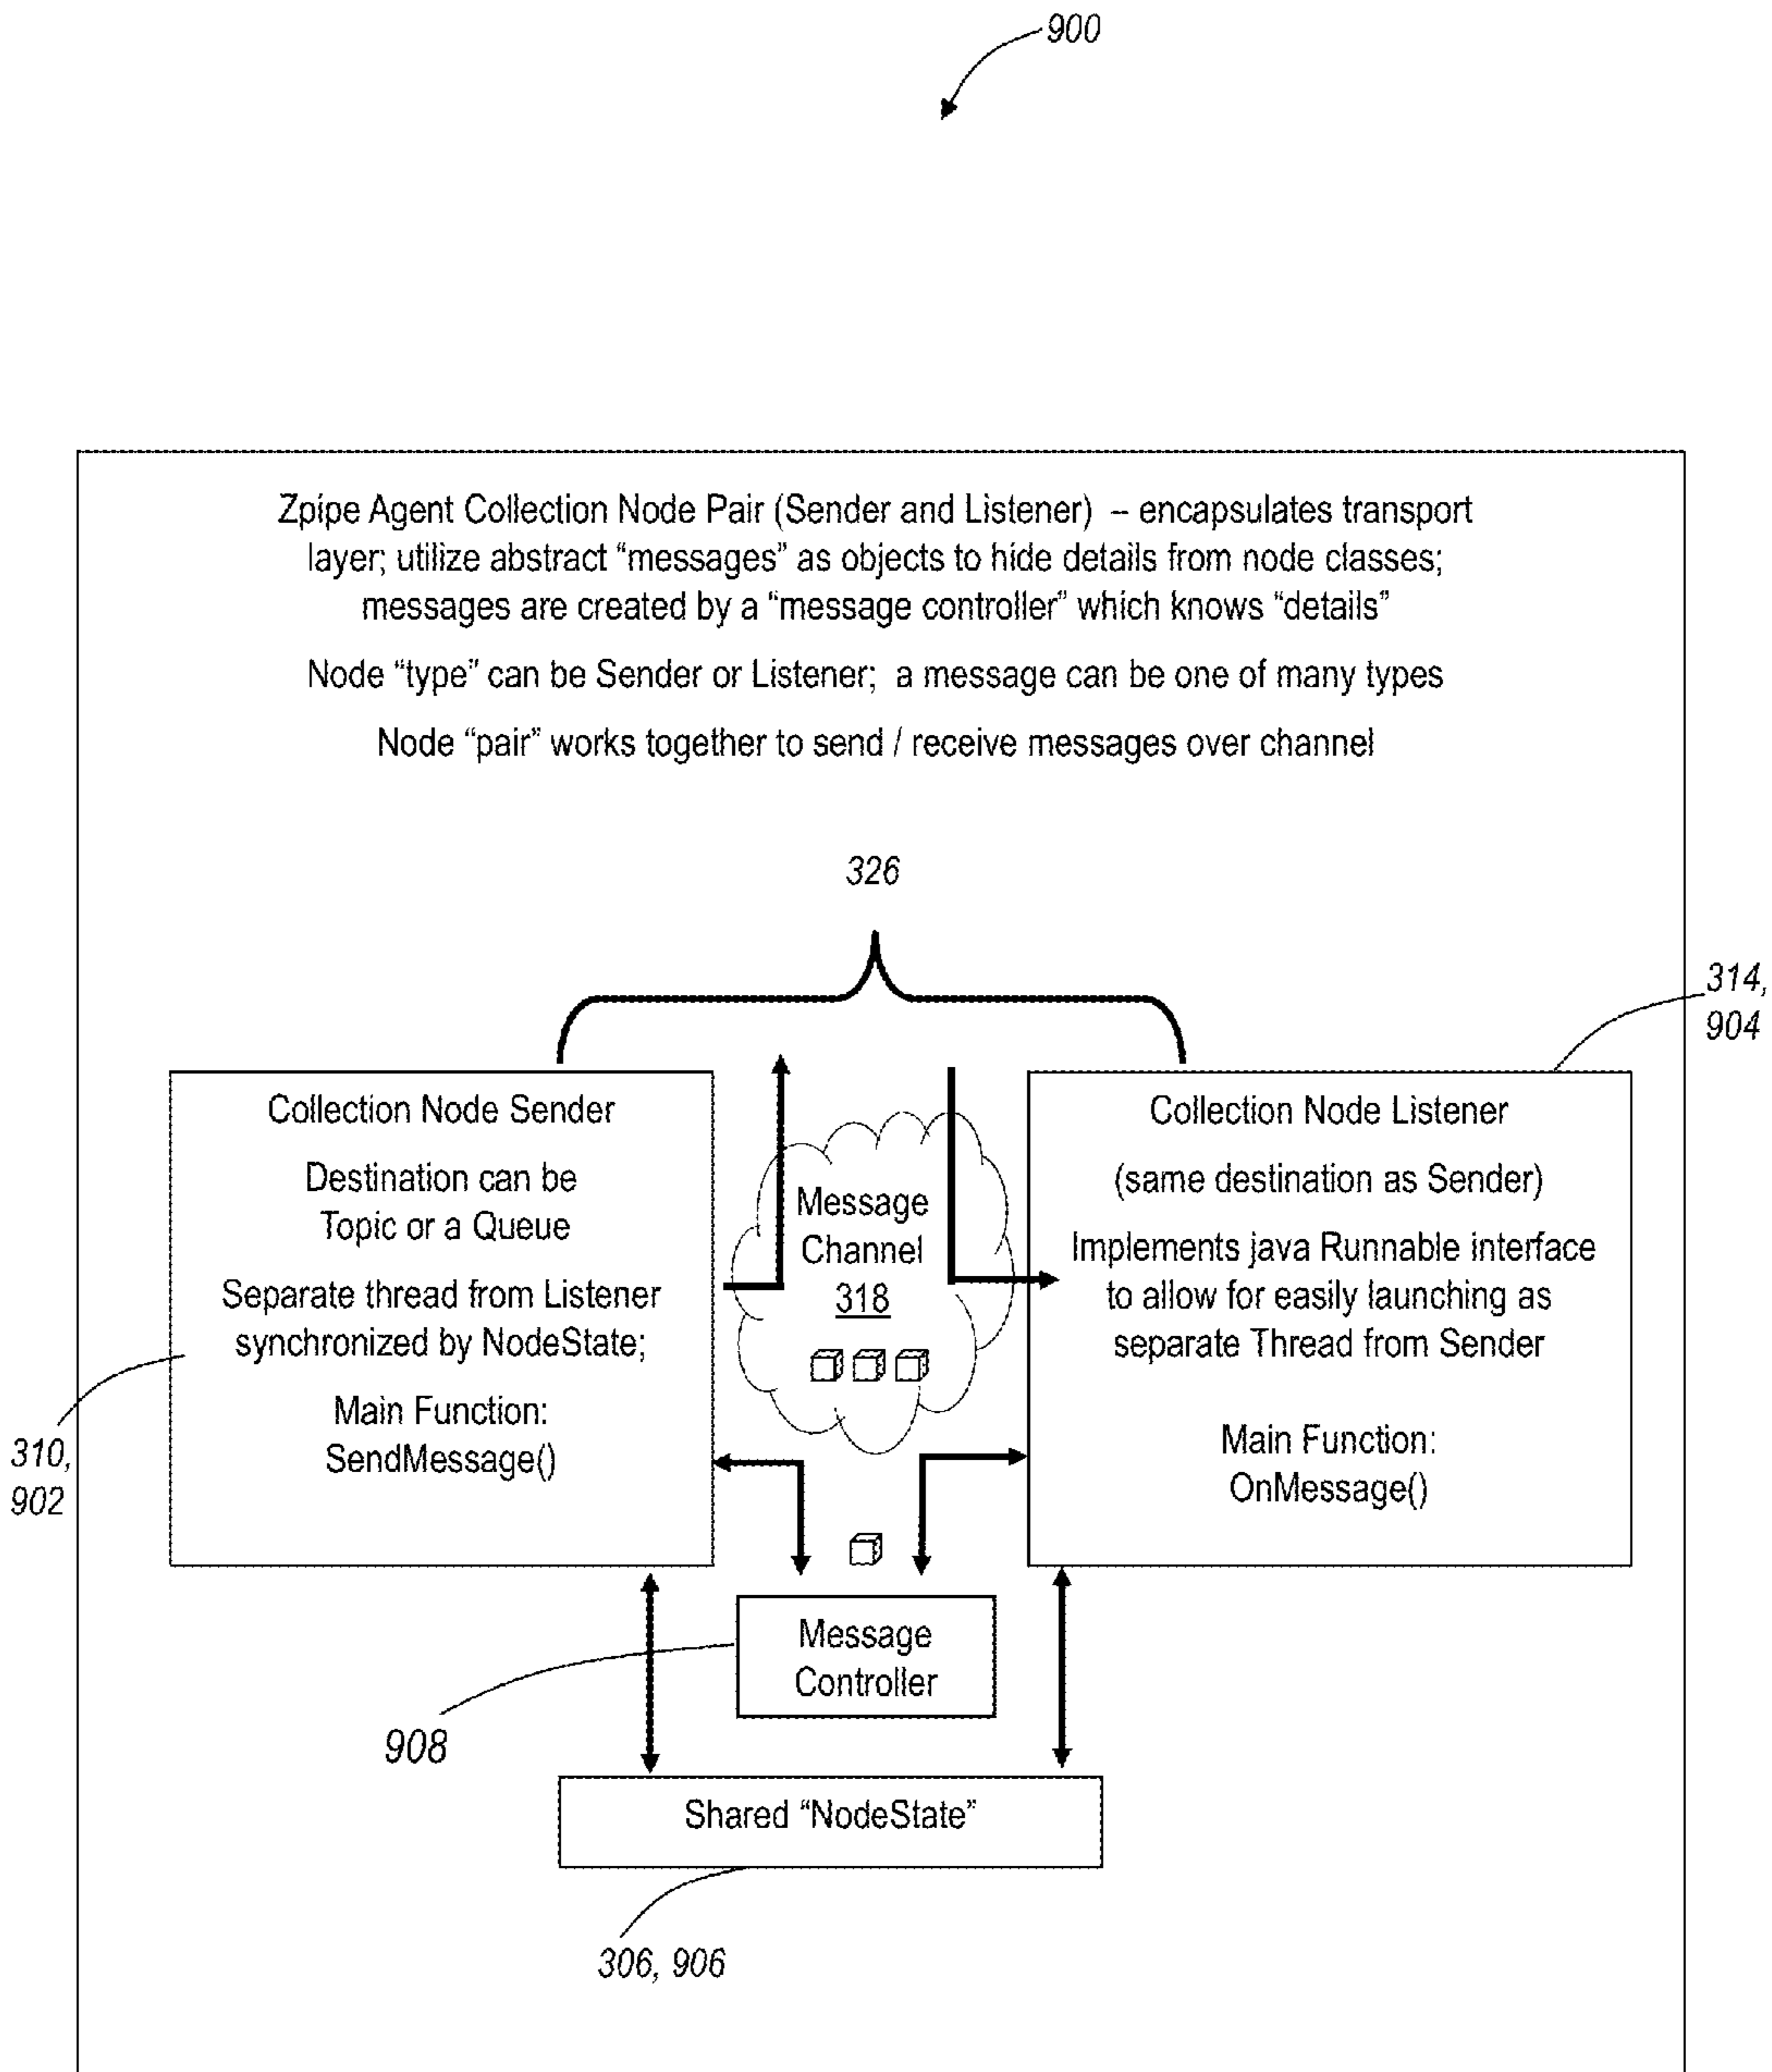 900
Zpipe Agent Collection Node Pair (Sender and Listener) -- encapsulates transport
layer; utilize abstract “messages” as objects to hide details from node classes;
messages are created by a “message controller” which knows “details”
Node “type” can be Sender or Listener; a message can be one of many types
Node “pair” works together to send / receive messages over channel
326
314,
904
Collection Node Sender
Destination can be
Topic or a Queue
Separate thread from Listener
synchronized by NodeState;
Main Function:
SendMessage()
310,
902
Message
Channel
318
Collection Node Listener
(same destination as Sender)
Implements java Runnable interface
to allow for easily launching as
separate Thread from Sender
Main Function:
OnMessage()
Message
Controller
908
Shared “NodeState”
306, 906